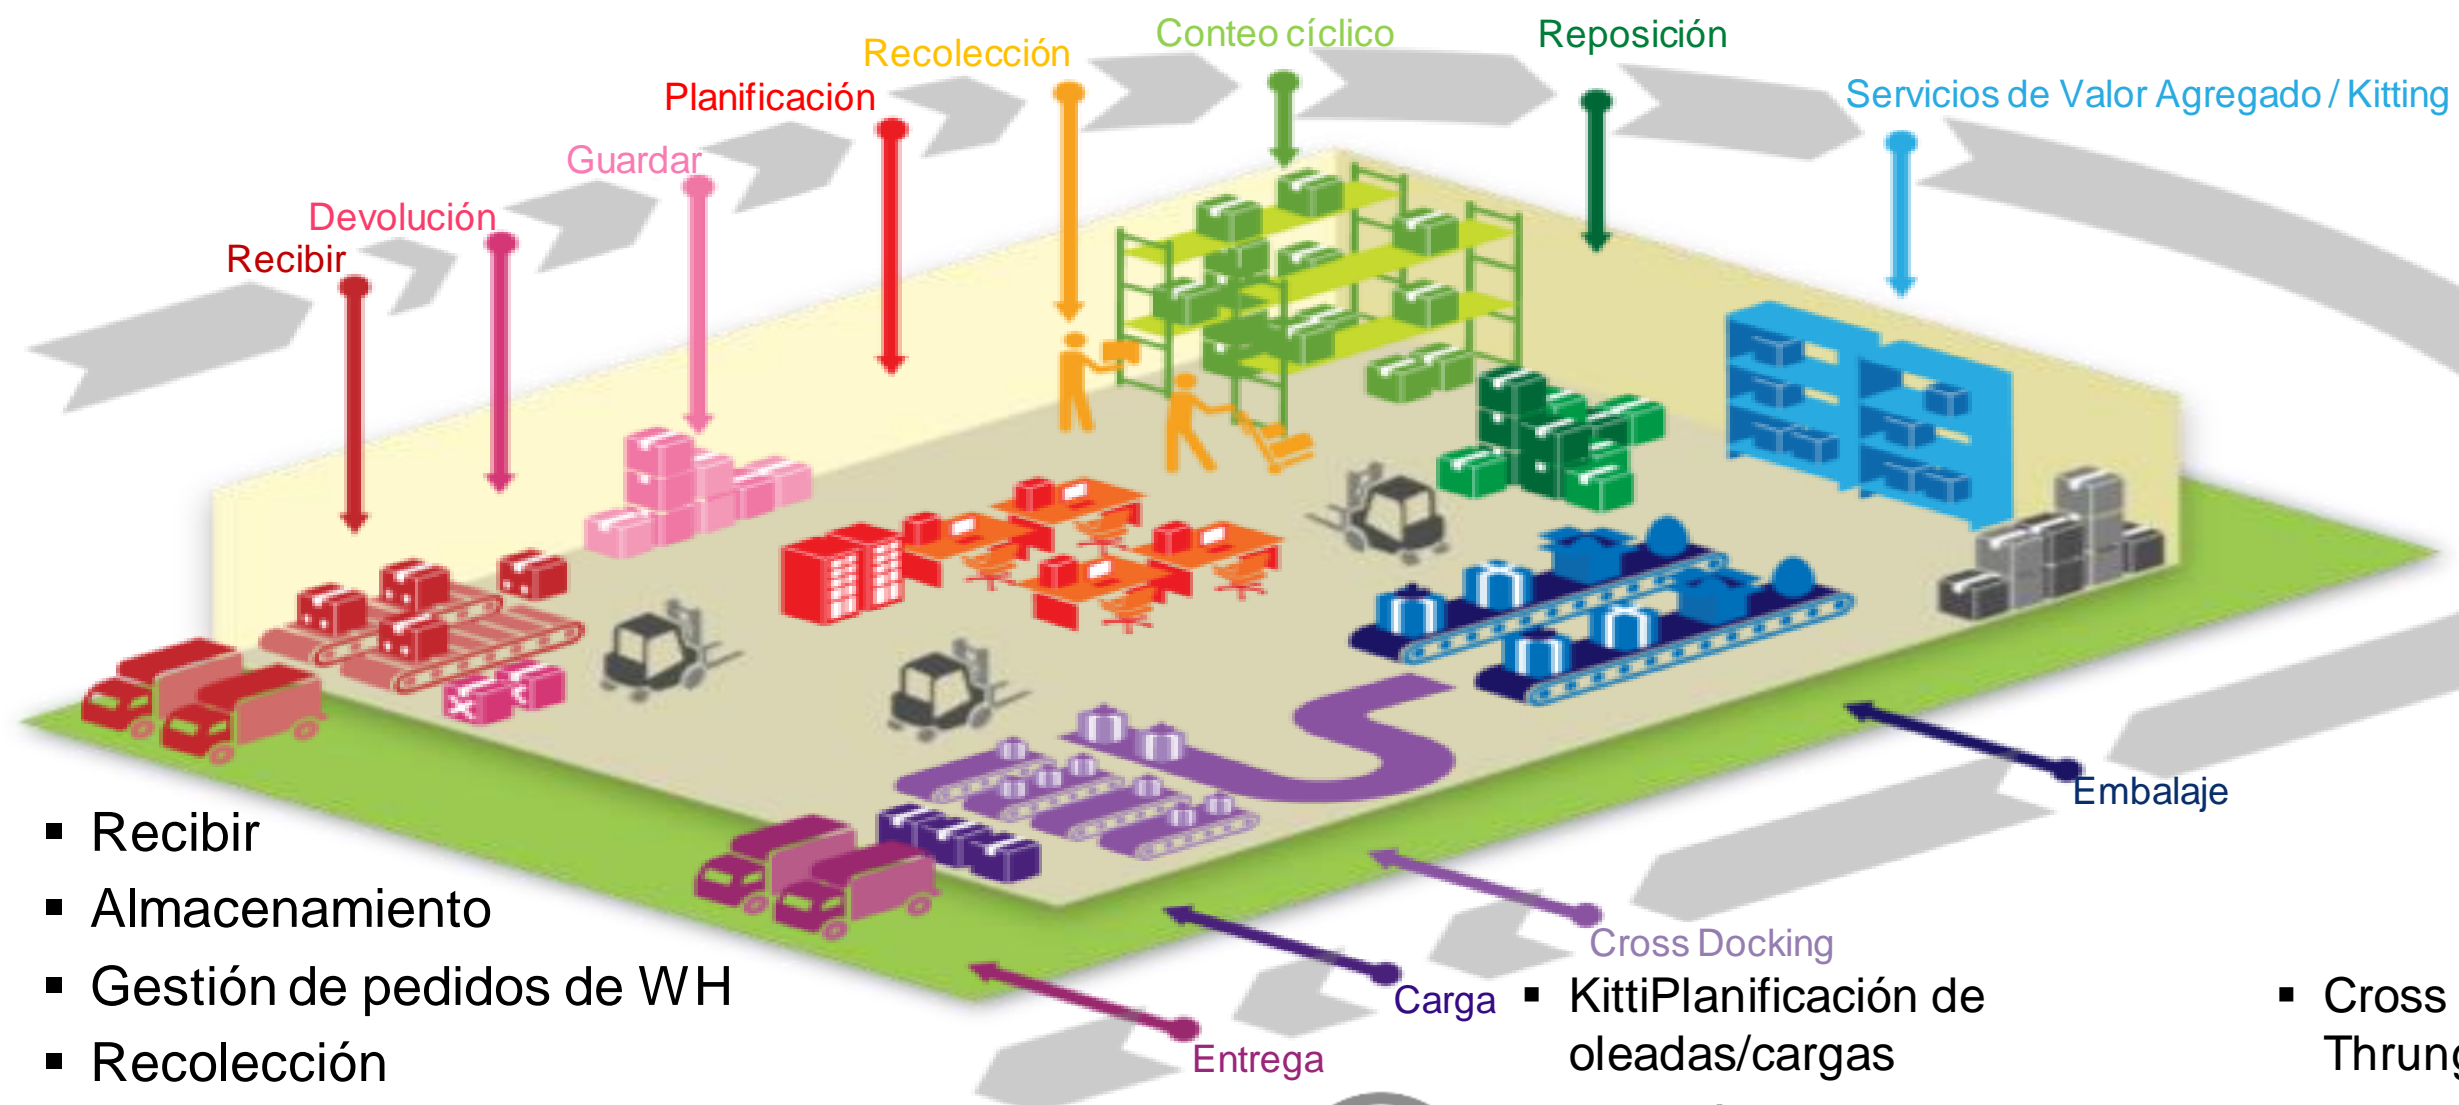 Conteo cíclico
Reposición
Recolección
Planificación
Servicios de Valor Agregado / Kitting
Guardar
Devolución
Recibir
Embalaje
Cross Docking
Carga
Entrega
▪ Recibir
▪ Almacenamiento
▪ Gestión de pedidos de WH
▪ Recolección
▪ KittiPlanificación de
oleadas/cargas
▪ Cross
Thrung